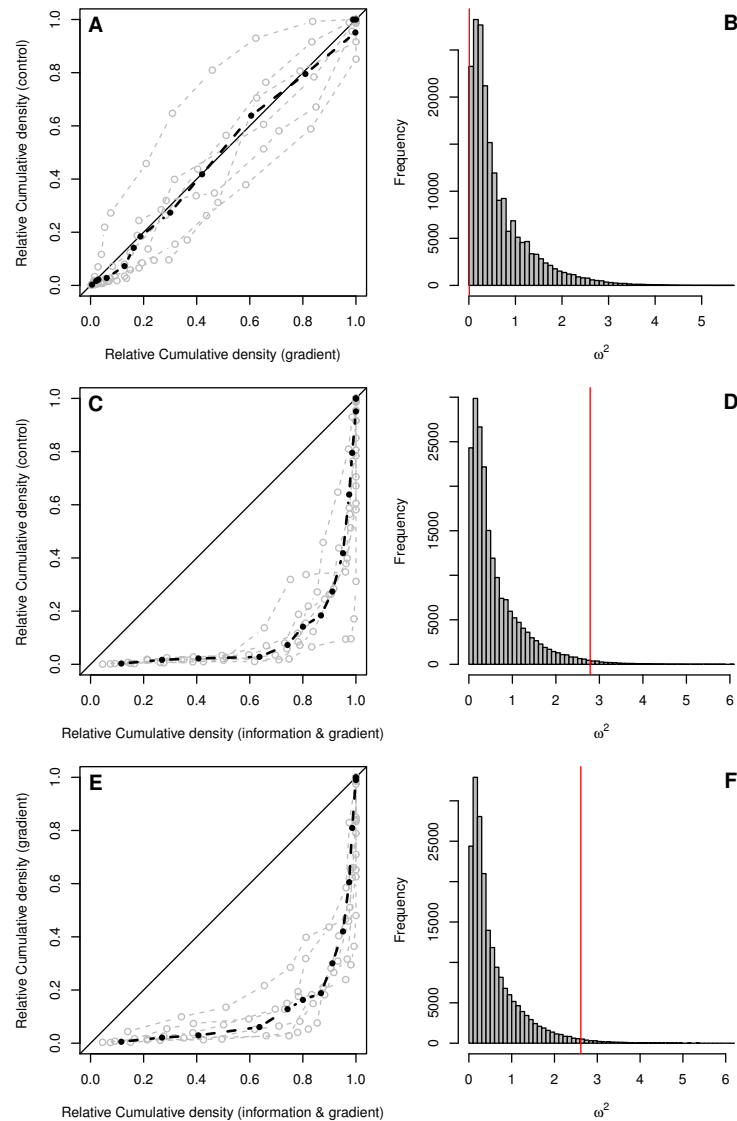 A
Relative Cumulative density (control)
0.0 0.2 0.4 0.6 0.8 1.0
0.0 0.2 0.4 0.6 0.8 1.0
Relative Cumulative density (gradient)
B
Frequency
0 5000 10000 20000
0 1 2 3 4 5
ω²
C
Relative Cumulative density (control)
0.0 0.2 0.4 0.6 0.8 1.0
0.0 0.2 0.4 0.6 0.8 1.0
Relative Cumulative density (information & gradient)
D
Frequency
0 5000 15000 25000
0 1 2 3 4 5 6
ω²
E
Relative Cumulative density (gradient)
0.0 0.2 0.4 0.6 0.8 1.0
0.0 0.2 0.4 0.6 0.8 1.0
Relative Cumulative density (information & gradient)
F
Frequency
0 5000 15000 25000
0 1 2 3 4 5 6
ω²